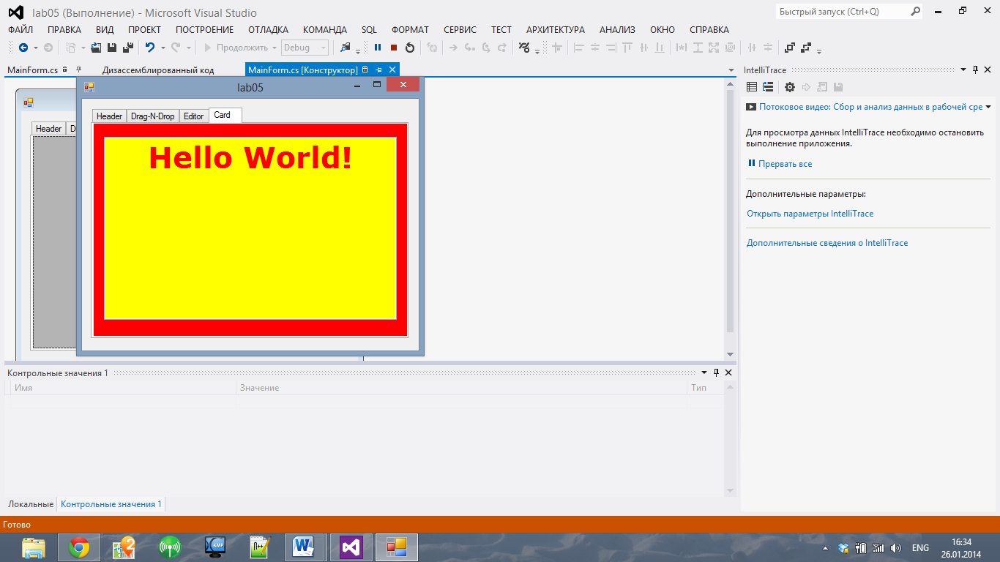 lab05 (Выполнение) - Microsoft Visual Studio
Быстрый запуск (Ctrl+Q)
ФАЙЛ ПРАВКА ВИД ПРОЕКТ ПОСТРОЕНИЕ ОТЛАДКА КОМАНДА SQL ФОРМАТ СЕРВИС ТЕСТ АРХИТЕКТУРА АНАЛИЗ ОКНО СПРАВКА
Продолжить Debug
MainForm.cs Дизассемблированный код MainForm.cs [Конструктор]
lab05
Header Drag-N-Drop Editor Card
Header D
Hello World!
IntelliTrace
Потоковое видео: Сбор и анализ данных в рабочей сре
Для просмотра данных IntelliTrace необходимо остановить
выполнение приложения.
Прервать все
Дополнительные параметры:
Открыть параметры IntelliTrace
Дополнительные сведения о IntelliTrace
Контрольные значения 1
Имя Значение Тип
Локальные Контрольные значения 1
Готово
2 KMP П++ W
ENG
16:34
26.01.2014